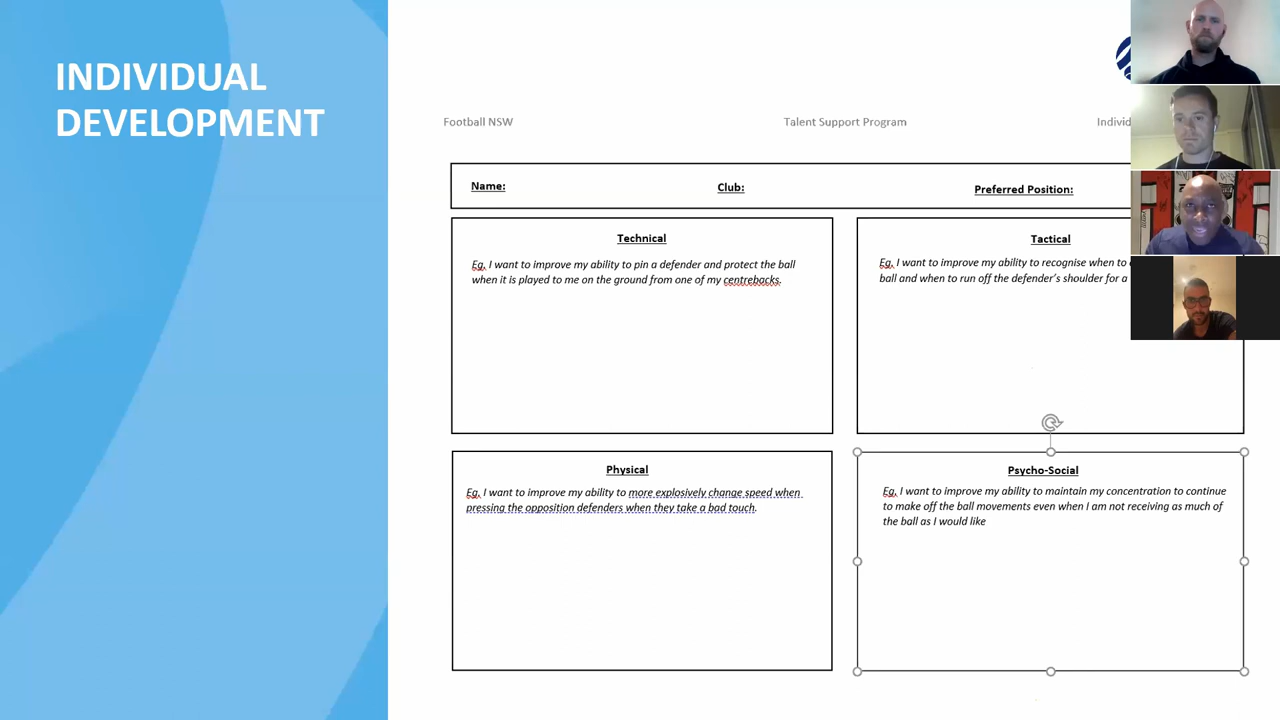 INDIVIDUAL
DEVELOPMENT
Football NSW
Talent Support Program
Name:
Club:
Preferred Position:
Technical
Eg. I want to improve my ability to pin a defender and protect the ball
when it is played to me on the ground from one of my centrebacks.
Tactical
Eg. I want to improve my ability to recognise when to
ball and when to run off the defender's shoulder for a
Physical
Eg. I want to improve my ability to more explosively change speed when
pressing the opposition defenders when they take a bad touch.
Psycho-Social
Eg. I want to improve my ability to maintain my concentration to continue
to make off the ball movements even when I am not receiving as much of
the ball as I would like